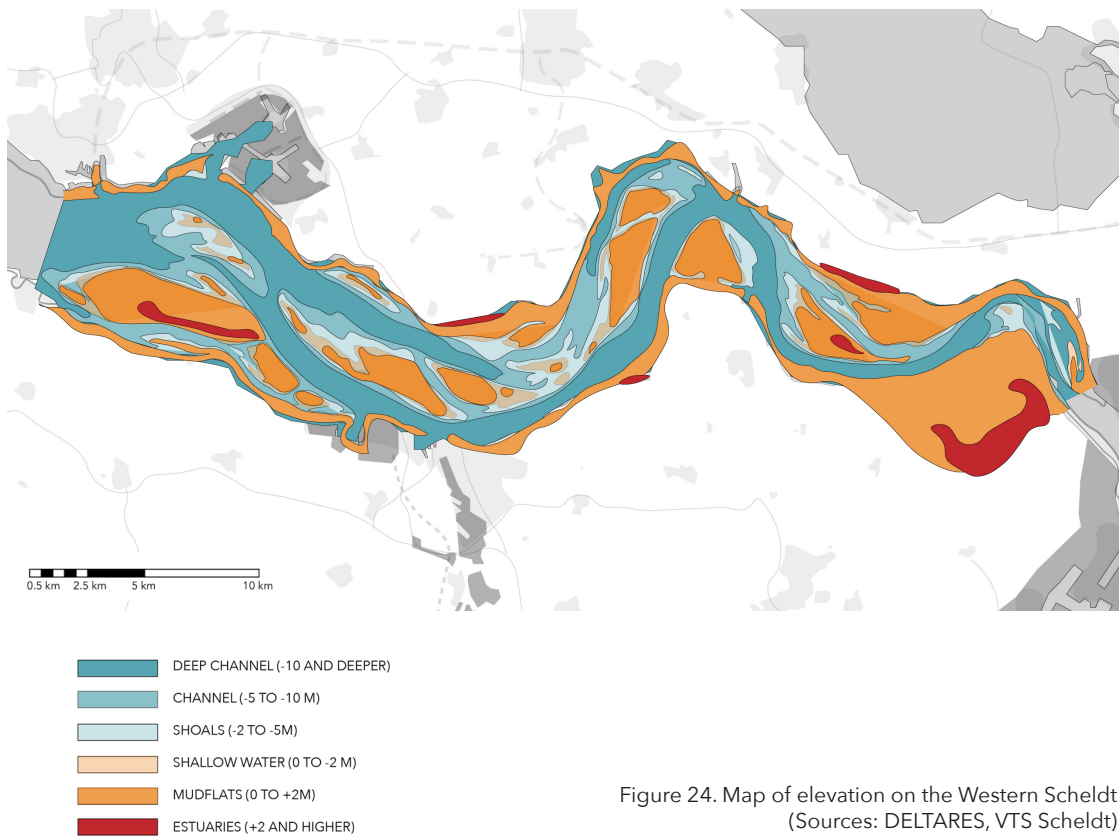 0.5 km 2.5 km 5 km 10 km
DEEP CHANNEL (-10 AND DEEPER)
CHANNEL (-5 TO -10 M)
SHOALS (-2 TO -5M)
SHALLOW WATER (0 TO -2 M)
MUDFLATS (0 TO +2M)
ESTUARIES (+2 AND HIGHER)
Figure 24. Map of elevation on the Western Scheldt
(Sources: DELTARES, VTS Scheldt)